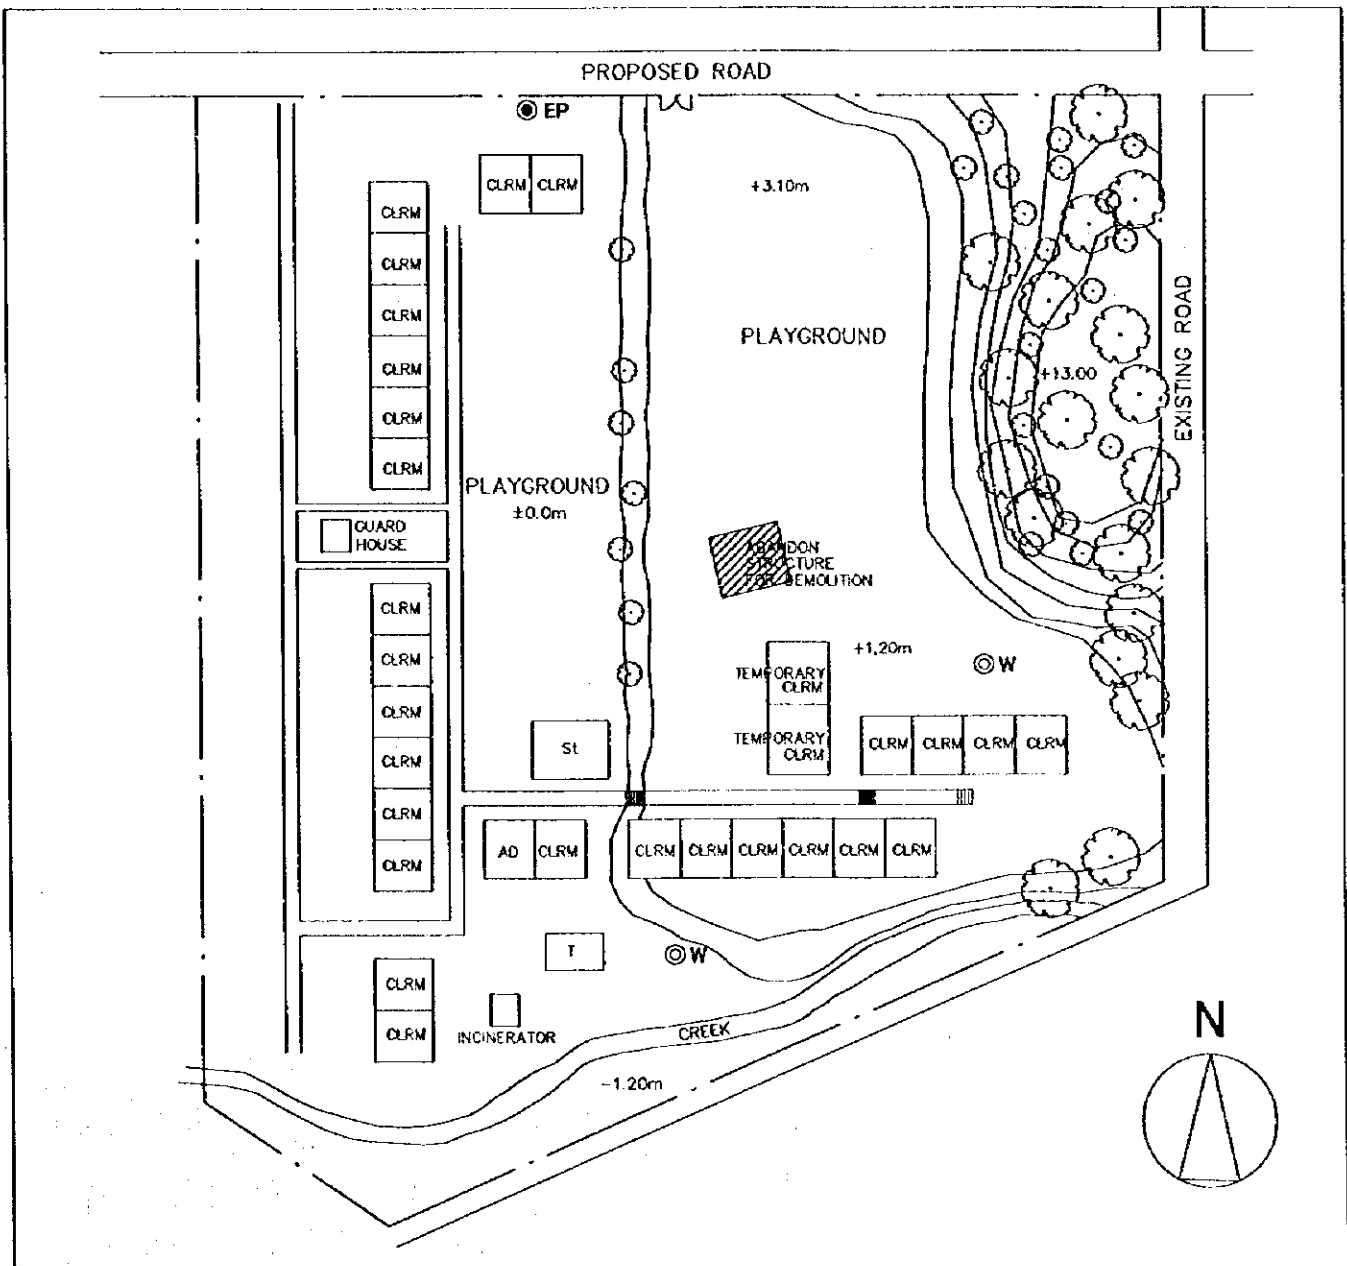 PROPOSED ROAD
EP
CLRM CLRM
+3.10m
CLRM
CLRM
CLRM
CLRM
CLRM
CLRM
PLAYGROUND
EXISTING ROAD
+13.00
PLAYGROUND
±0.0m
GUARD
HOUSE
ABANDON
STRUCTURE
FOR DEMOLITION
CLRM
CLRM
CLRM
CLRM
CLRM
CLRM
+1,20m
W
TEMPORARY
CLRM
TEMPORARY
CLRM
CLRM CLRM CLRM CLRM
St
AD CLRM
CLRM CLRM CLRM CLRM CLRM CLRM
T
W
CLRM
CLRM
INCINERATOR
CREEK
-1.20m
N